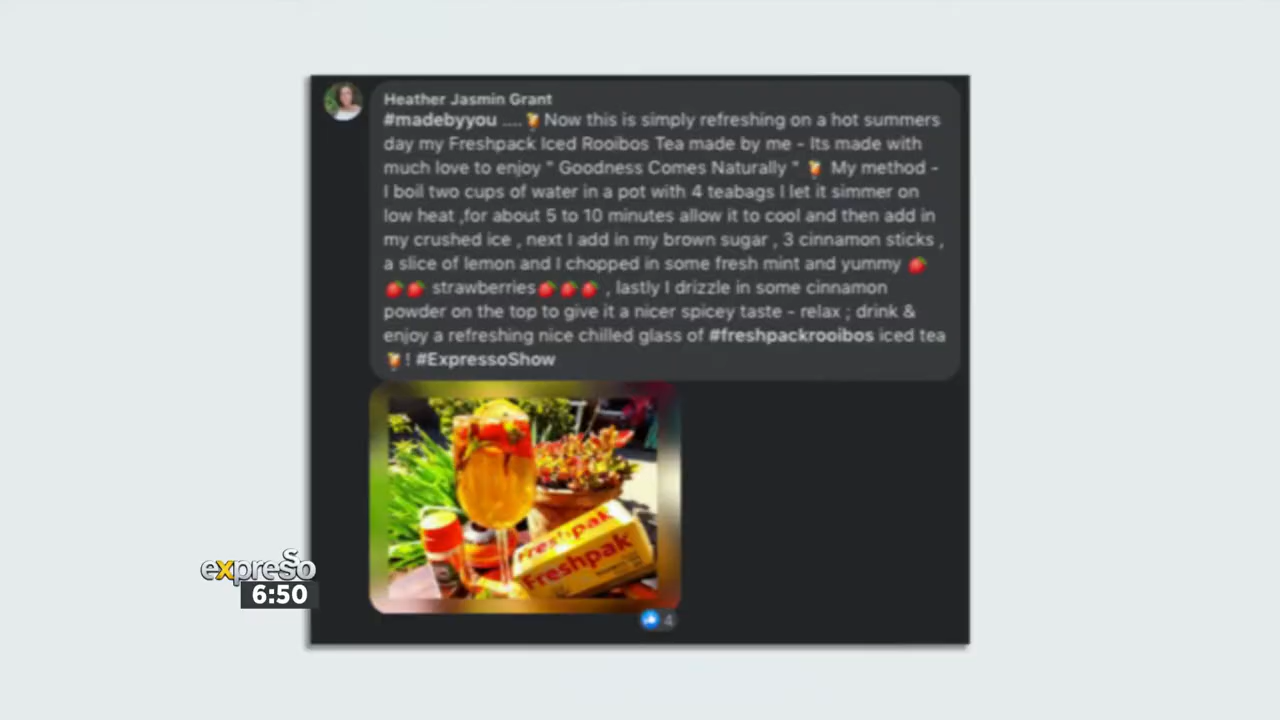 Heather Jasmin Grant
#madebyyou ....🍹Now this is simply refreshing on a hot summers
day my Freshpack Iced Rooibos Tea made by me - Its made with
much love to enjoy " Goodness Comes Naturally " 🍹 My method -
I boil two cups of water in a pot with 4 teabags I let it simmer on
low heat ,for about 5 to 10 minutes allow it to cool and then add in
my crushed ice , next I add in my brown sugar , 3 cinnamon sticks ,
a slice of lemon and I chopped in some fresh mint and yummy 🍓
🍓🍓 strawberries🍓🍓🍓 , lastly I drizzle in some cinnamon
powder on the top to give it a nicer spicey taste - relax ; drink &
enjoy a refreshing nice chilled glass of #freshpackrooibos iced tea
🍹! #ExpressoShow
Freshpak
Freshpak
4
expresso
6:50